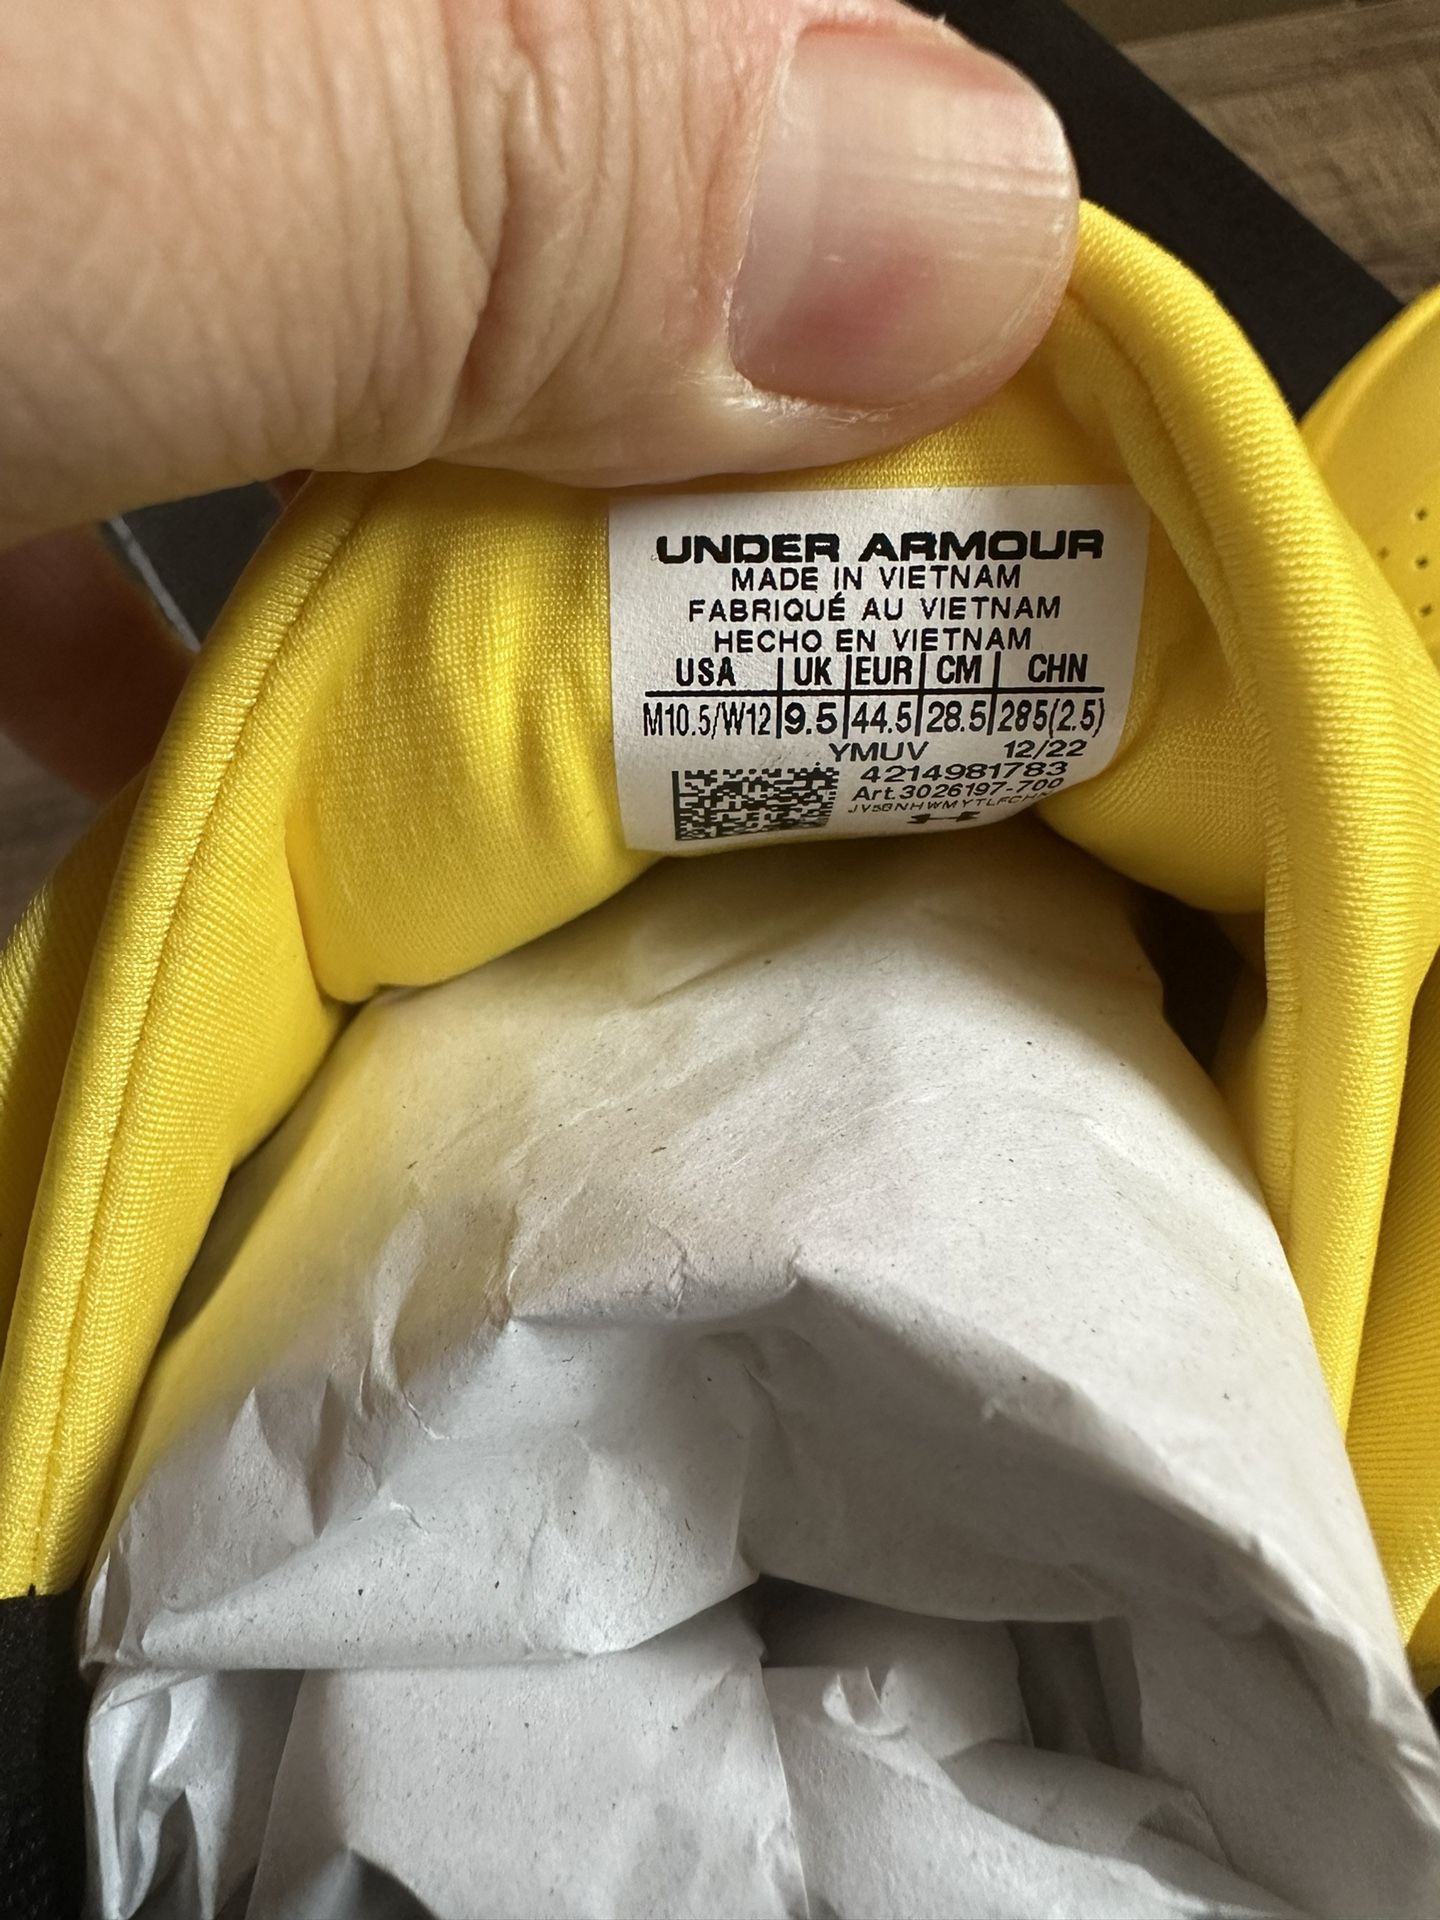 UNDER ARMOUR
MADE IN VIETNAM
FABRIQUÉ AU VIETNAM
HECHO EN VIETNAM
USA UK EUR CM CHN
M10.5/W12 9.5 44.5 28.5 285(2.5)
YMUV 12/22
4214981783
Art.3026197-700